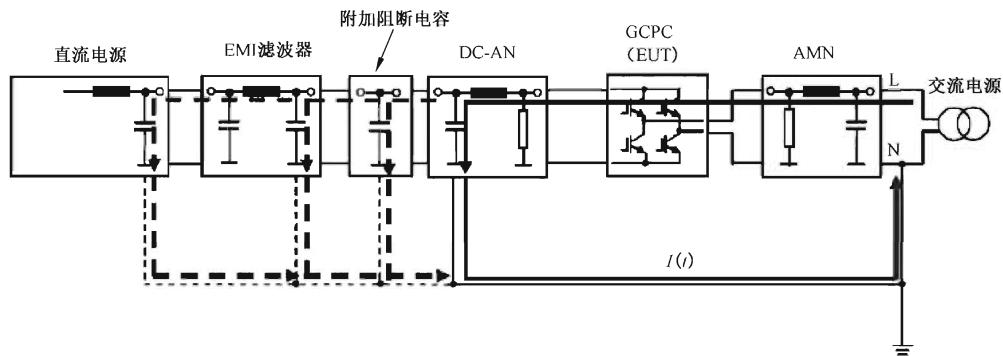 附加阻断电容
直流电源
EMI滤波器
DC-AN
GCPC
(EUT)
AMN
L
交流电源
N
I(t)